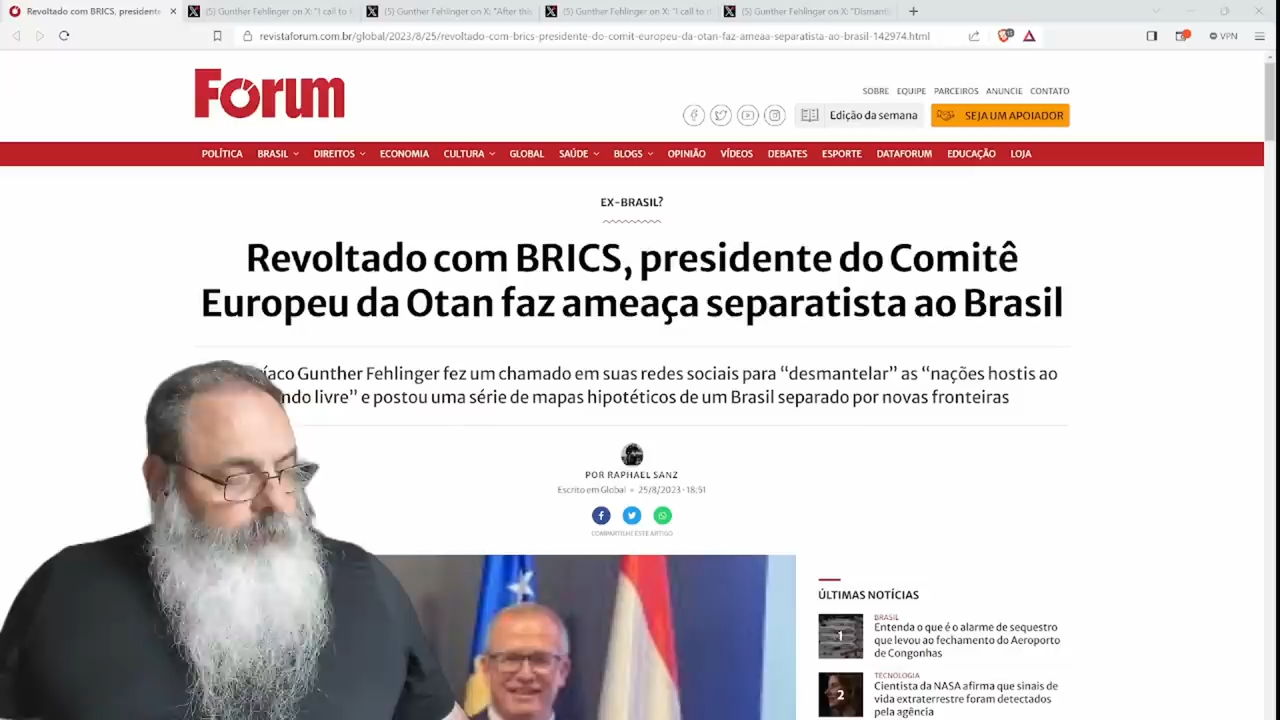 Revoltado com BRICS, presidente
(5) Gunther Fehlinger on X: "I call to
(5) Gunther Fehlinger on X: "After this
(5) Gunther Fehlinger on X: "I call to
(5) Gunther Fehlinger on X: "Dismantl
revistaforum.com.br/global/2023/8/25/revoltado-com-brics-presidente-do-comit-europeu-da-otan-faz-ameaa-separatista-ao-brasil-142974.html
VPN
Forum
SOBRE EQUIPE PARCEIROS ANUNCIE CONTATO
Edição da semana
SEJA UM APOIADOR
POLÍTICA BRASIL DIREITOS ECONOMIA CULTURA GLOBAL SAÚDE BLOGS OPINIÃO VÍDEOS DEBATES ESPORTE DATAFORUM EDUCAÇÃO LOJA
EX-BRASIL?
Revoltado com BRICS, presidente do Comitê
Europeu da Otan faz ameaça separatista ao Brasil
íaco Gunther Fehlinger fez um chamado em suas redes sociais para “desmantelar” as “nações hostis ao
ndo livre” e postou uma série de mapas hipotéticos de um Brasil separado por novas fronteiras
POR RAPHAEL SANZ
Escrito em Global • 25/8/2023 · 18:51
COMPARTILHE ESTE ARTIGO
ÚLTIMAS NOTÍCIAS
1
BRASIL
Entenda o que é o alarme de sequestro
que levou ao fechamento do Aeroporto
de Congonhas
2
TECNOLOGIA
Cientista da NASA afirma que sinais de
vida extraterrestre foram detectados
pela agência